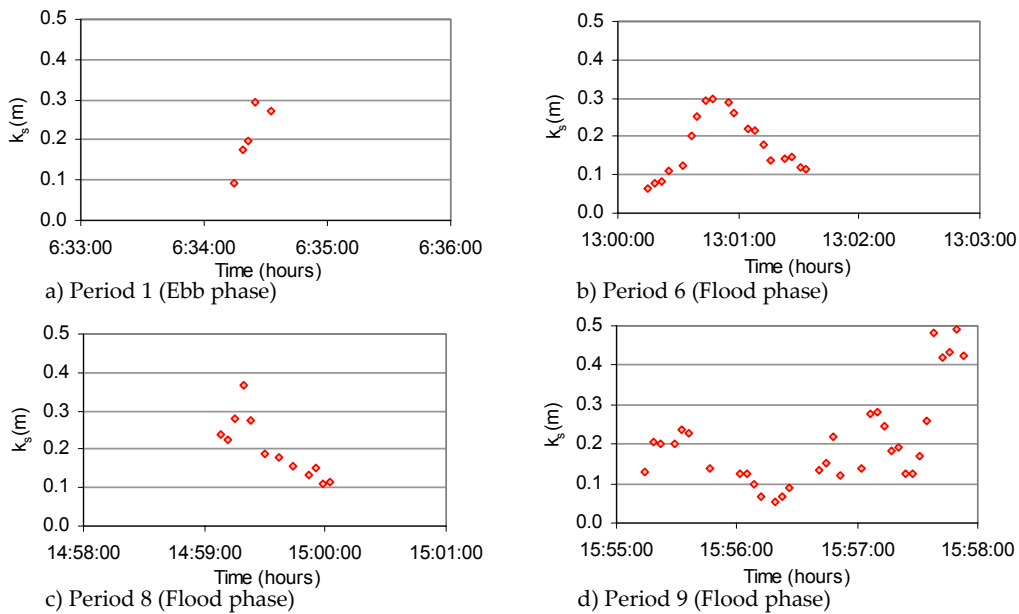 0.5
0.4
0.3
0.2
0.1
0.0
kₛ(m)
6:33:00 6:34:00 6:35:00 6:36:00
Time (hours)
a) Period 1 (Ebb phase)
0.5
0.4
0.3
0.2
0.1
0.0
kₛ(m)
13:00:00 13:01:00 13:02:00 13:03:00
Time (hours)
b) Period 6 (Flood phase)
0.5
0.4
0.3
0.2
0.1
0.0
kₛ(m)
14:58:00 14:59:00 15:00:00 15:01:00
Time (hours)
c) Period 8 (Flood phase)
0.5
0.4
0.3
0.2
0.1
0.0
kₛ(m)
15:55:00 15:56:00 15:57:00 15:58:00
Time (hours)
d) Period 9 (Flood phase)